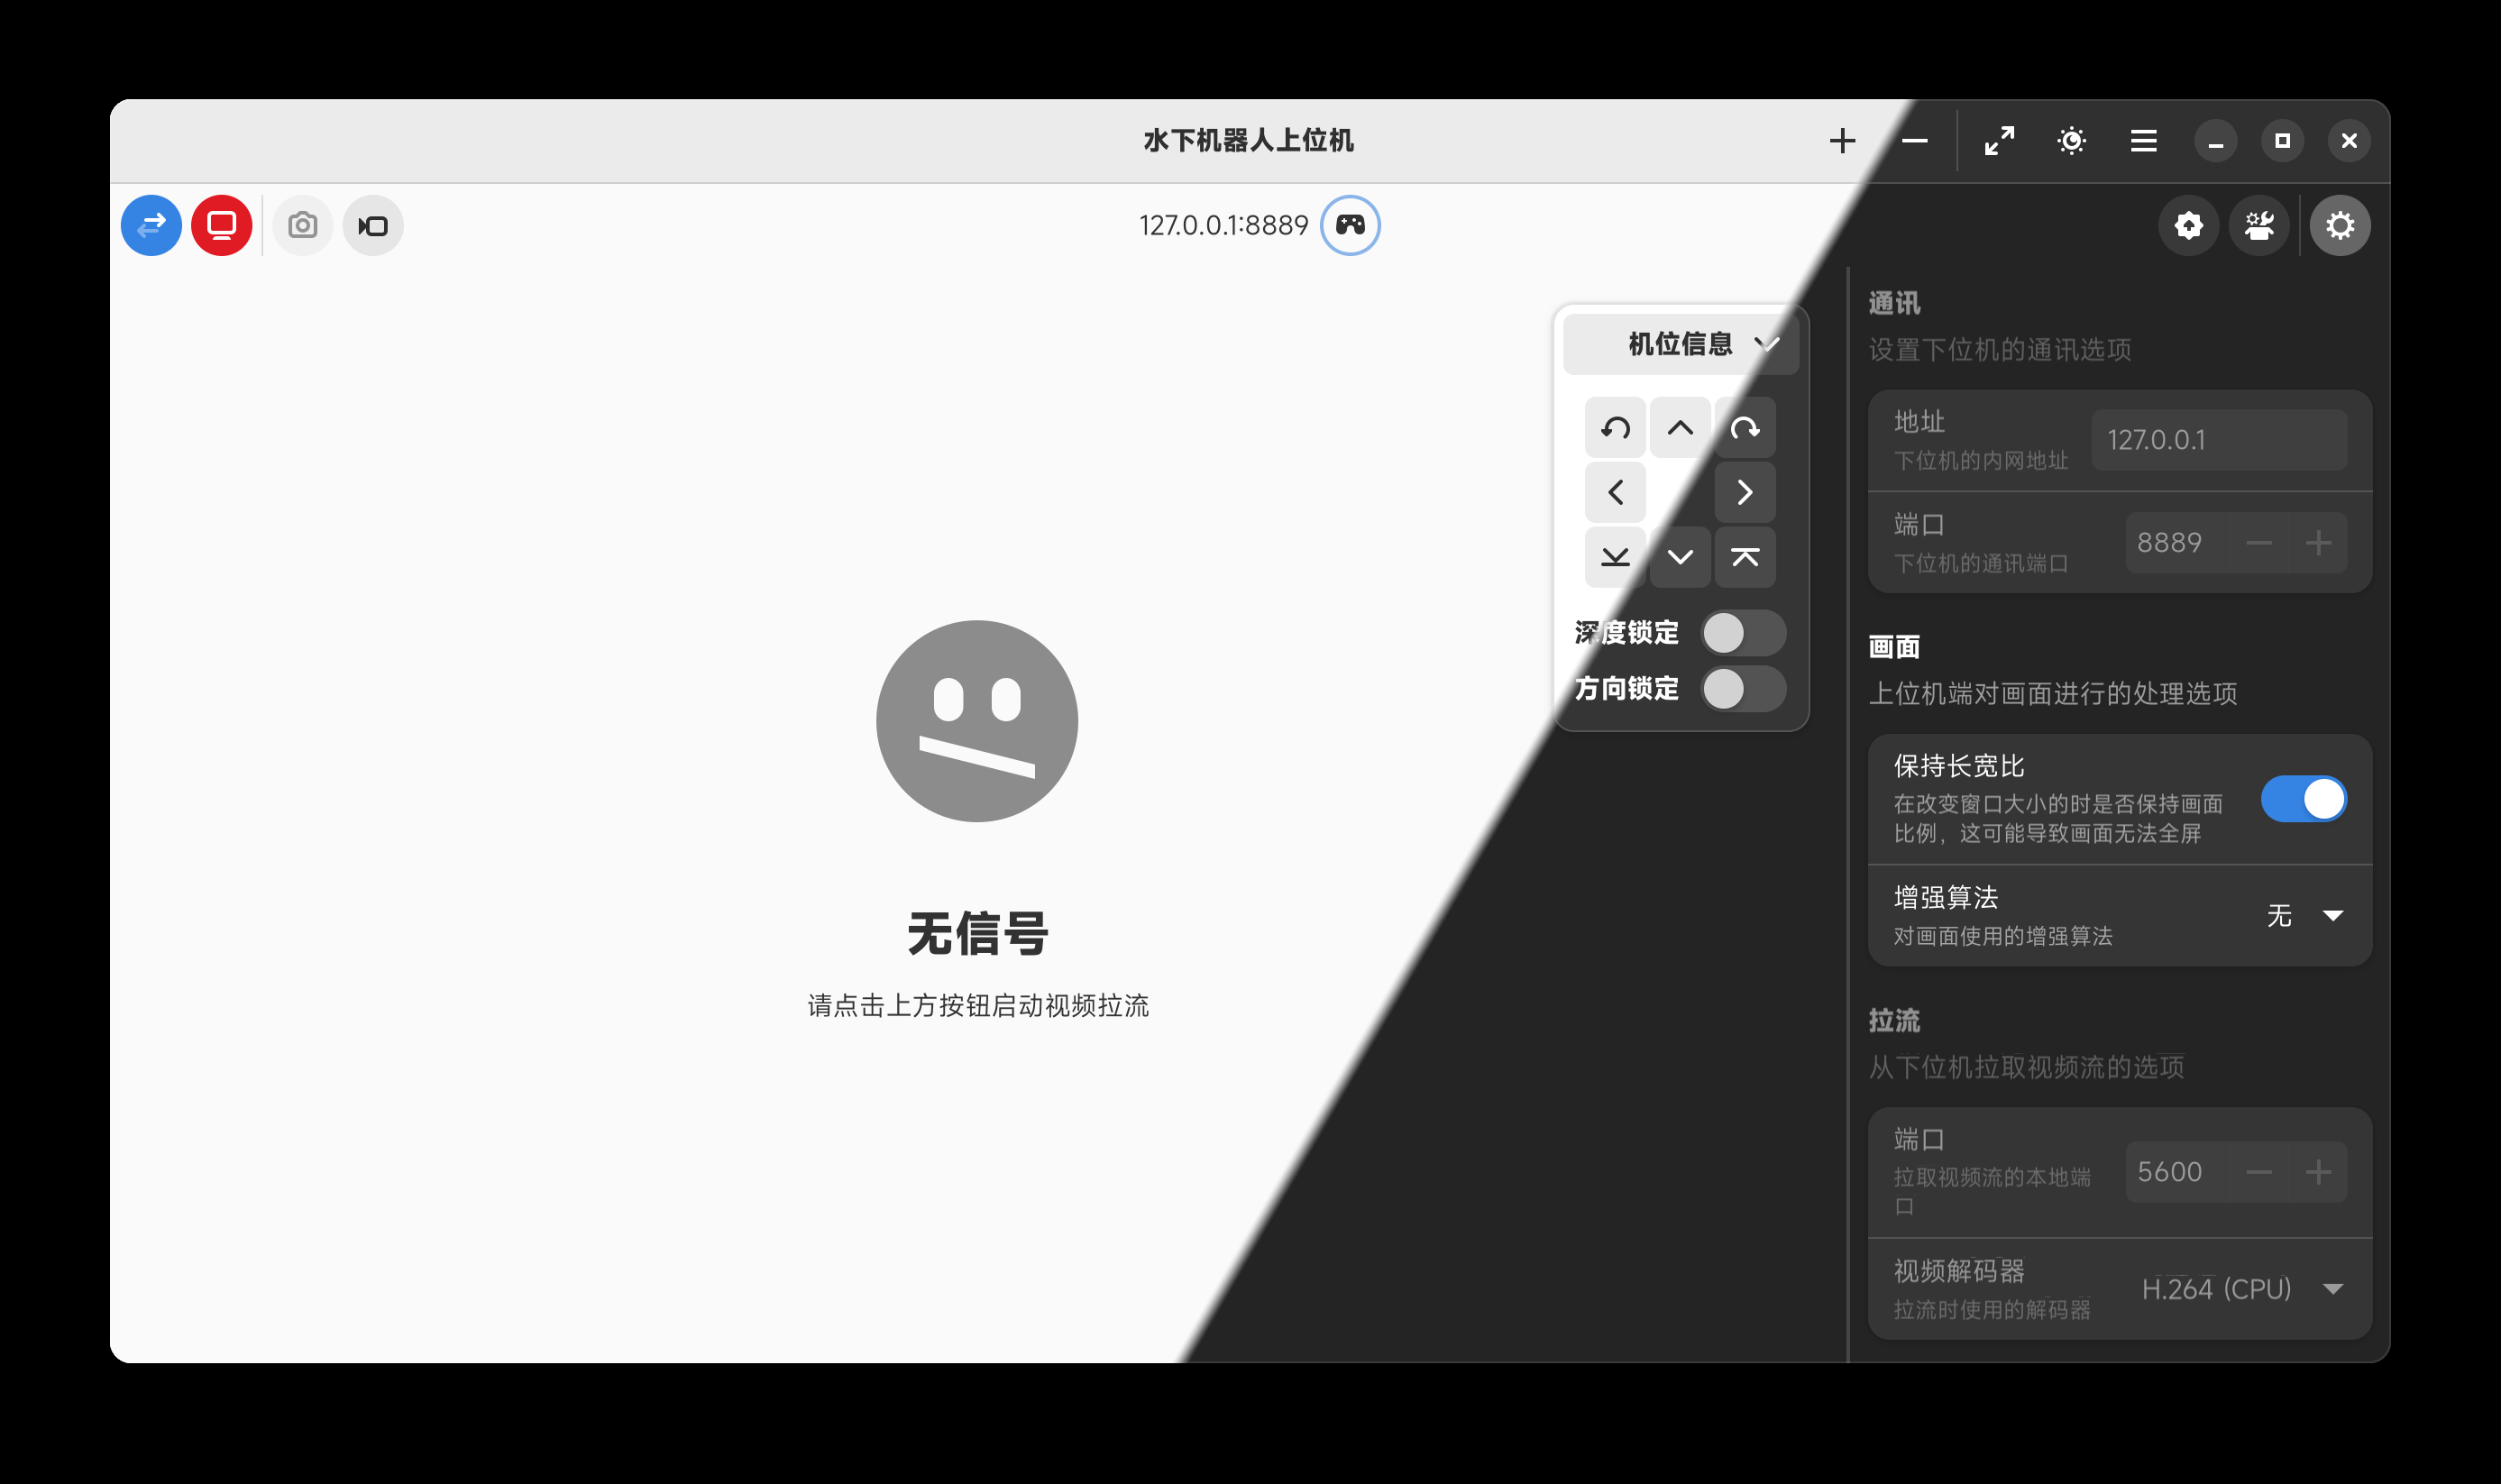 水下机器人上位机
127.0.0.1:8889
机位信息
深度锁定
方向锁定
无信号
请点击上方按钮启动视频拉流
通讯
设置下位机的通讯选项
地址
下位机的内网地址
127.0.0.1
端口
下位机的通讯端口
8889
画面
上位机端对画面进行的处理选项
保持长宽比
在改变窗口大小的时是否保持画面
比例，这可能导致画面无法全屏
增强算法
对画面使用的增强算法
无
拉流
从下位机拉取视频流的选项
端口
拉取视频流的本地端
口
5600
视频解码器
拉流时使用的解码器
H.264 (CPU)